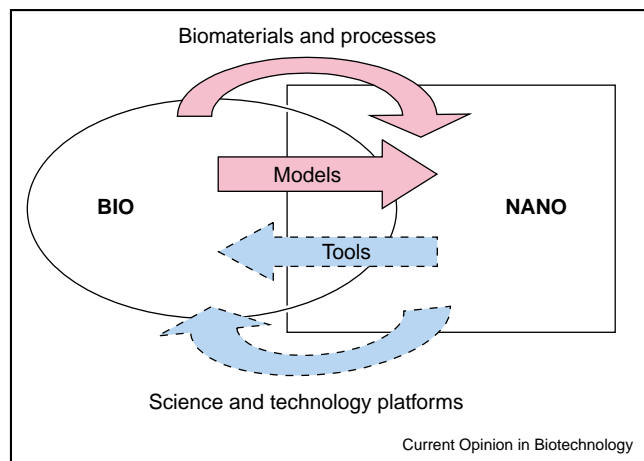 Biomaterials and processes
Models
BIO
NANO
Tools
Science and technology platforms
Current Opinion in Biotechnology